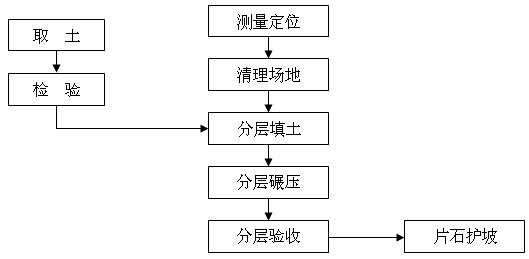 测量定位
取 土
清理场地
检 验
分层填土
分层碾压
分层验收
片石护坡